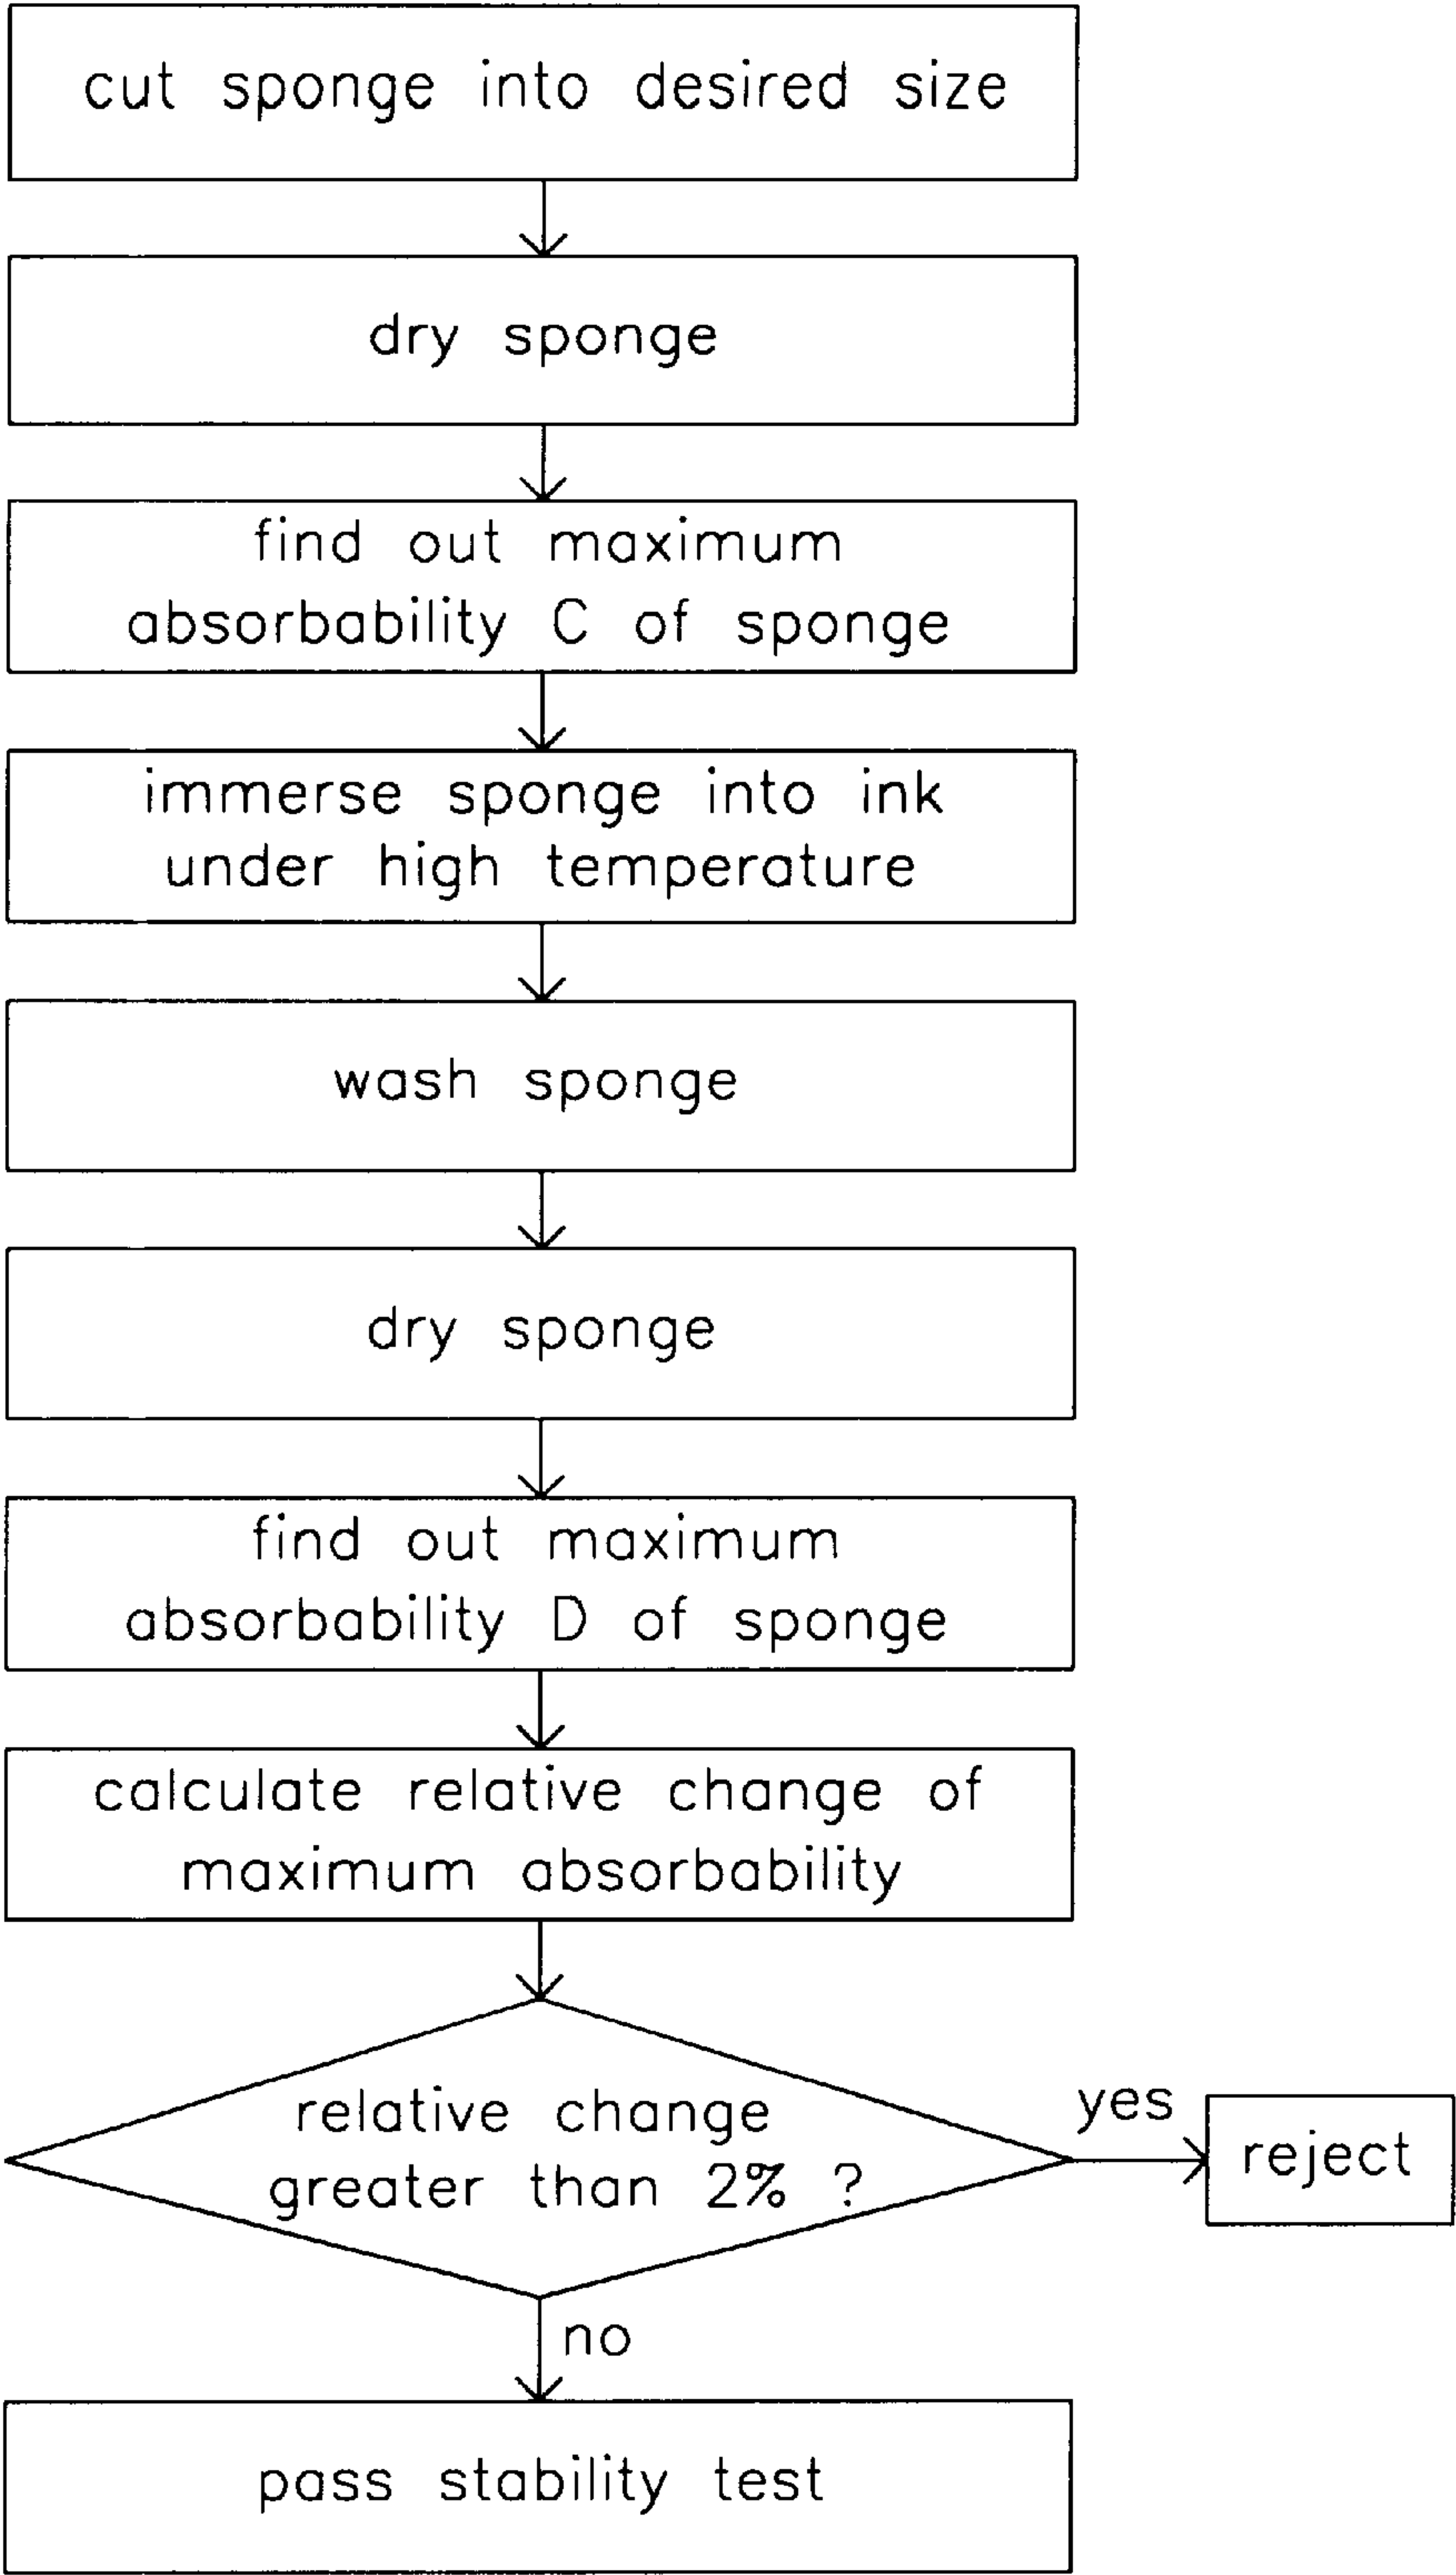 cut sponge into desired size
dry sponge
find out maximum
absorbability C of sponge
immerse sponge into ink
under high temperature
wash sponge
dry sponge
find out maximum
absorbability D of sponge
calculate relative change of
maximum absorbability
relative change
greater than 2% ?
yes
reject
no
pass stability test